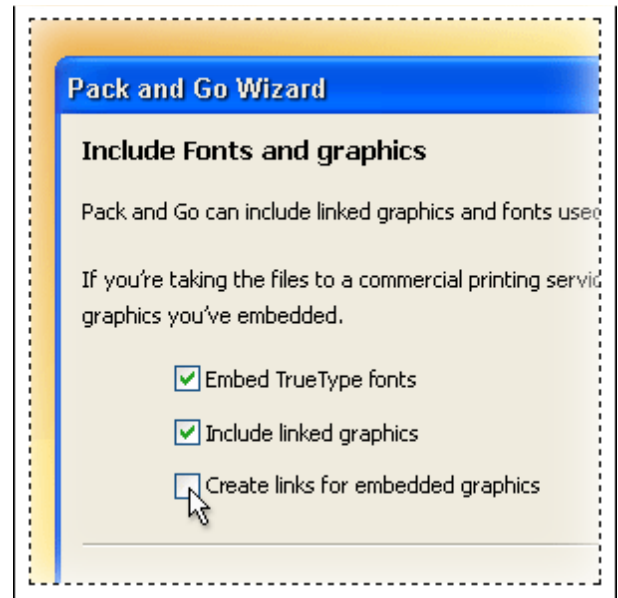 Pack and Go Wizard
Include Fonts and graphics
Pack and Go can include linked graphics and fonts used
If you're taking the files to a commercial printing
graphics you've embedded.
Embed TrueType fonts
Include linked graphics
Create links for embedded graphics